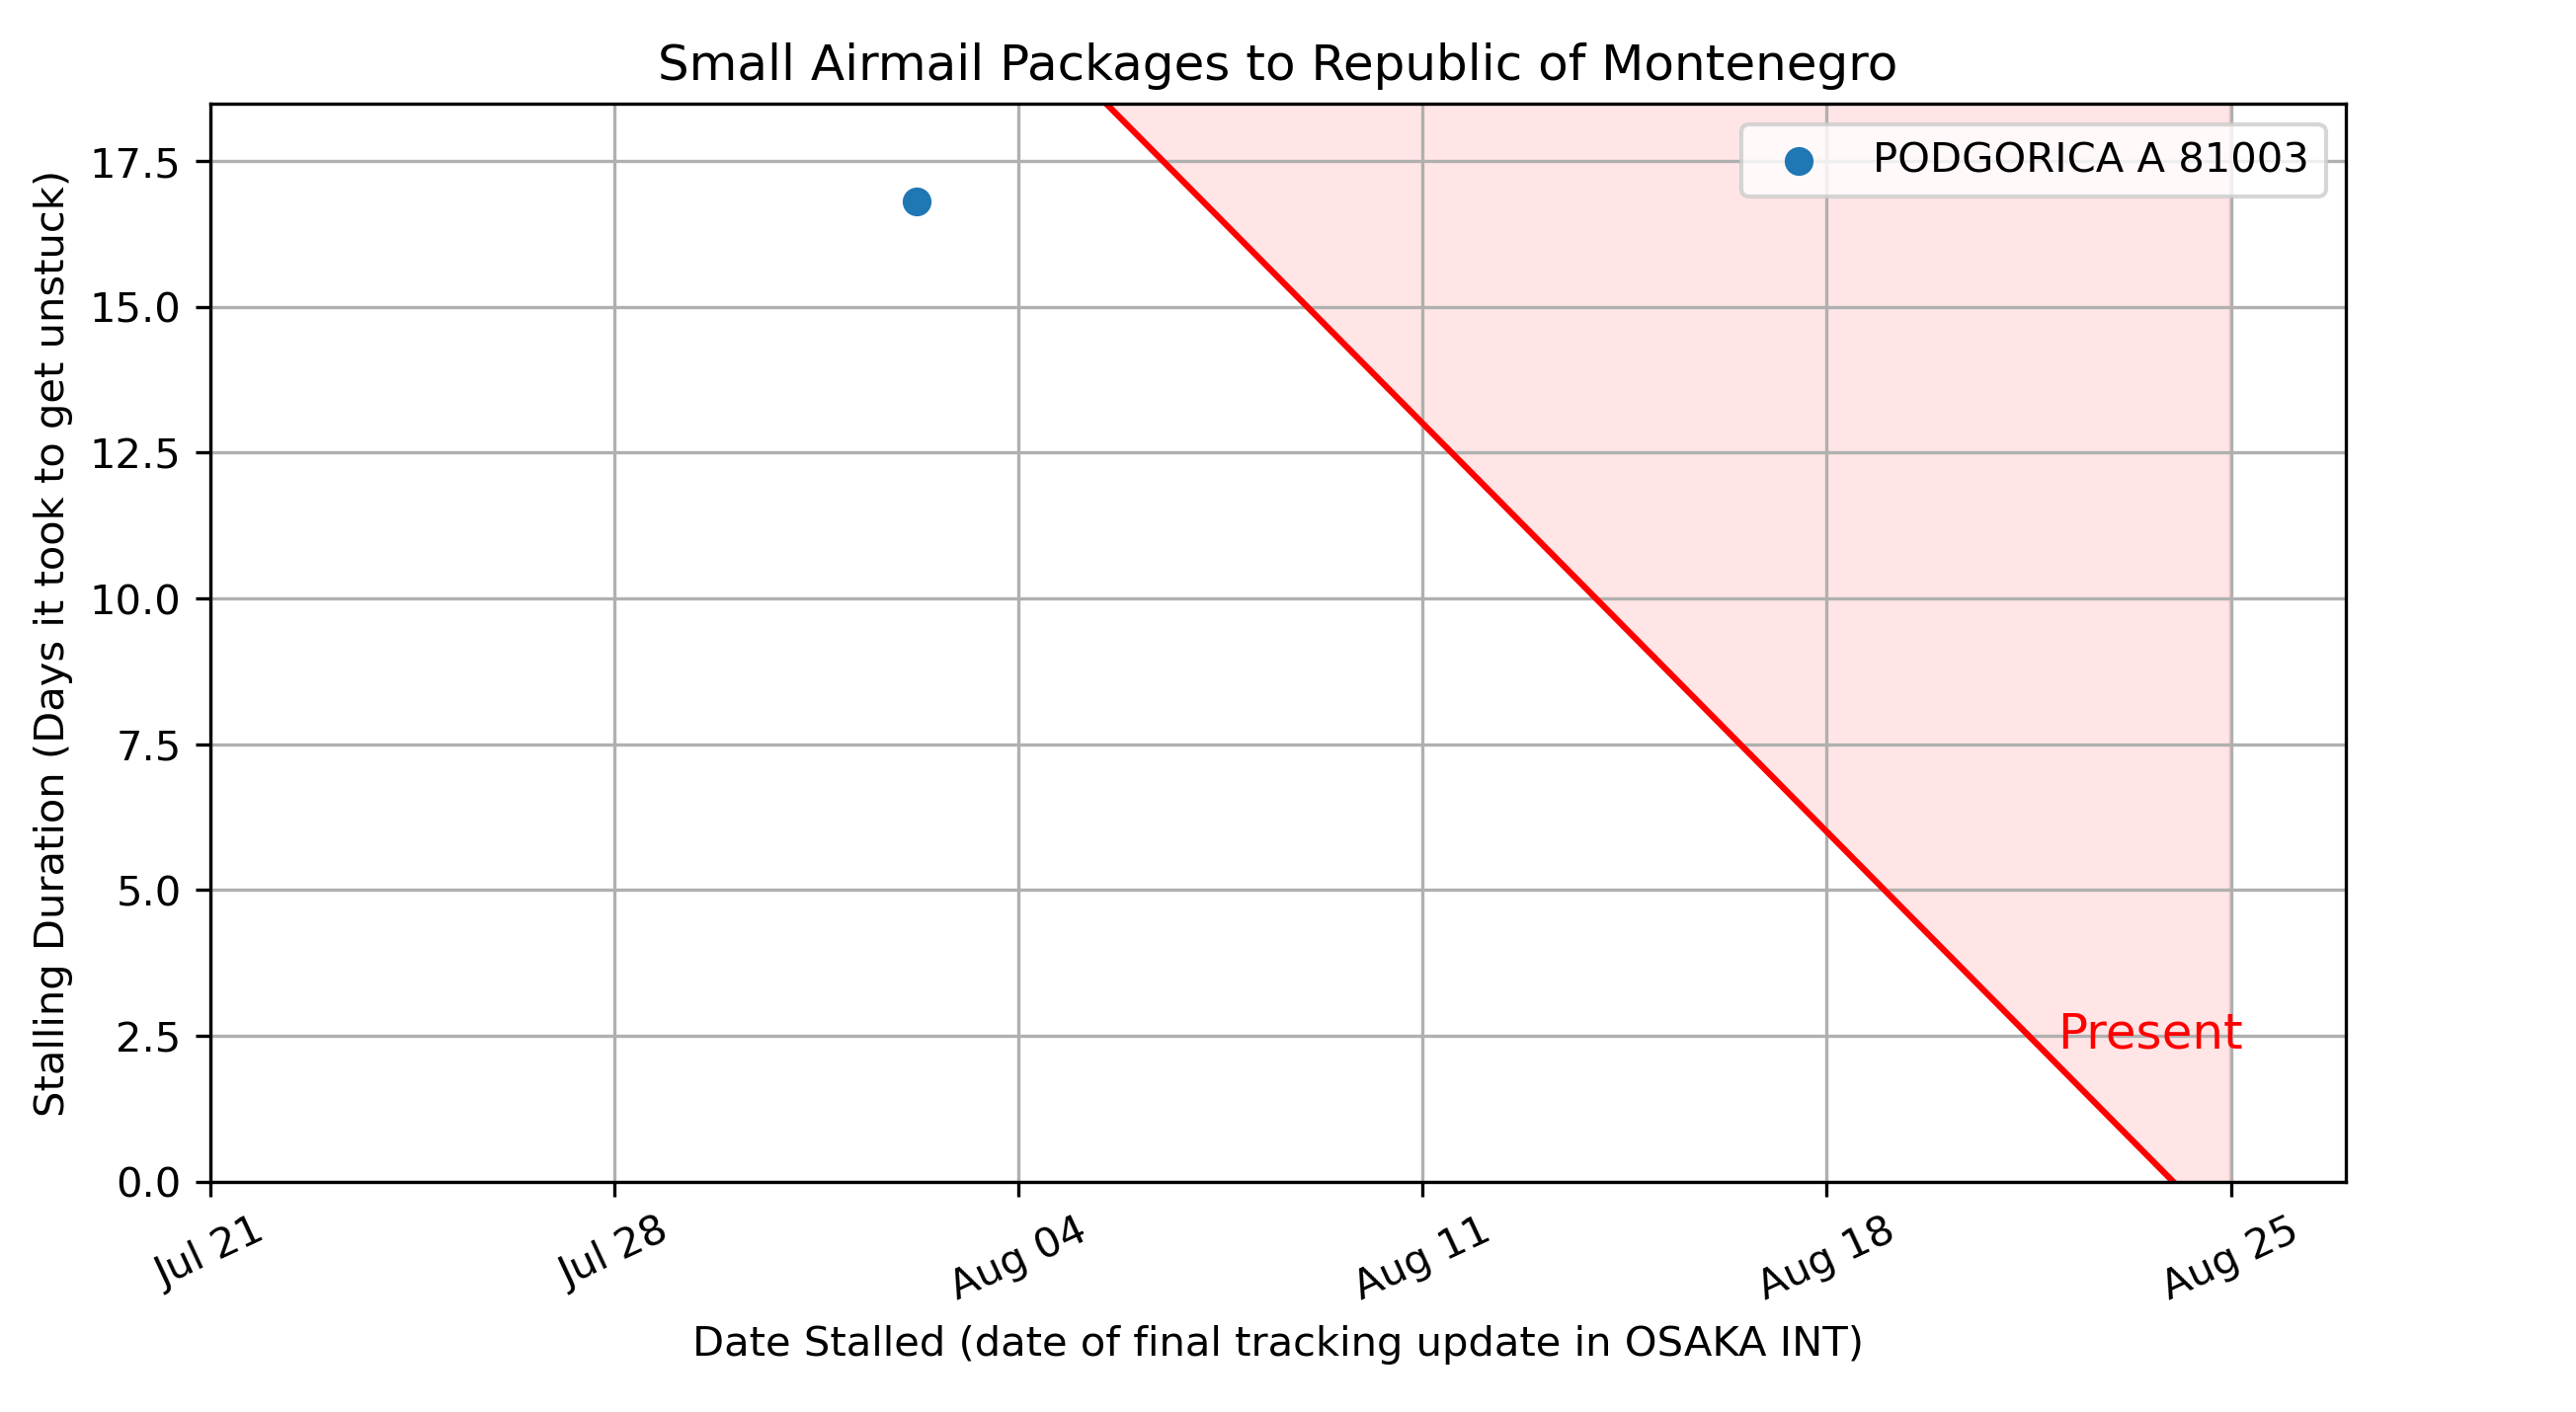 Small Airmail Packages to Republic of Montenegro
PODGORICA A 81003
Stalling Duration (Days it took to get unstuck)
17.5
15.0
12.5
10.0
7.5
5.0
2.5
0.0
Present
Jul 21
Jul 28
Aug 04
Aug 11
Aug 18
Aug 25
Date Stalled (date of final tracking update in OSAKA INT)